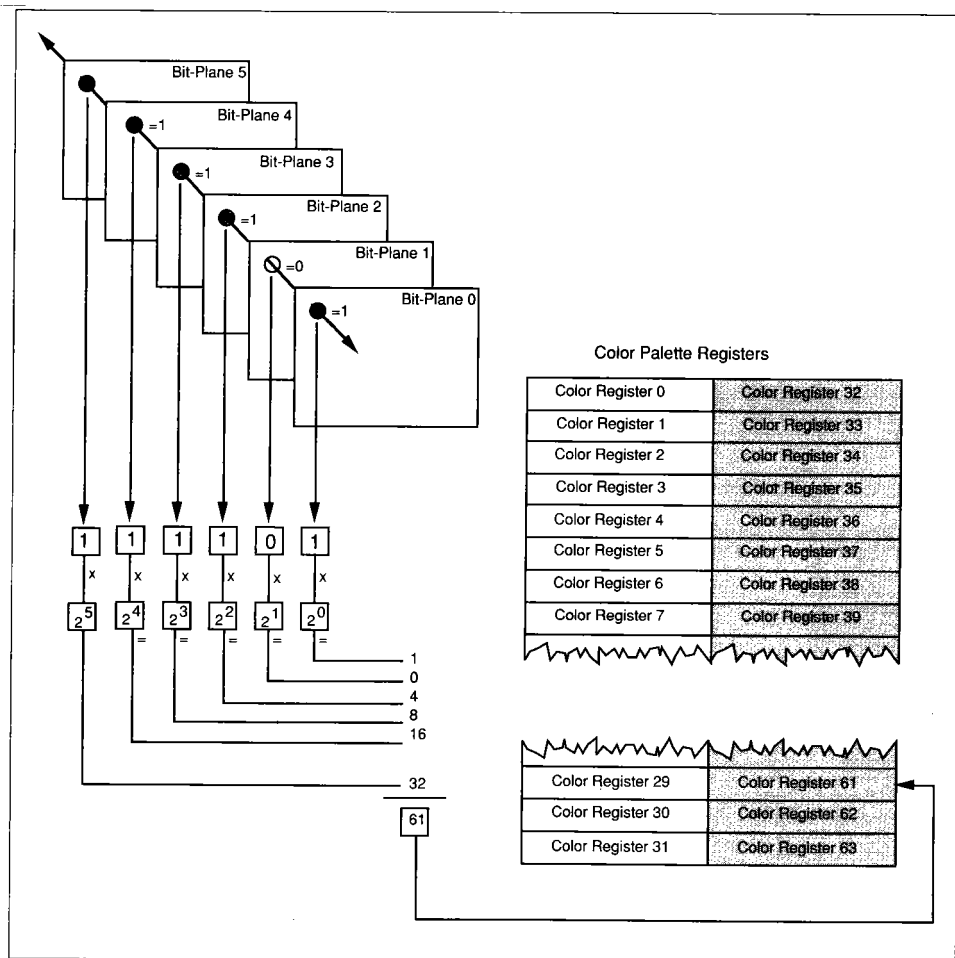 Bit-Plane 5
Bit-Plane 4
=1
Bit-Plane 3
=1
Bit-Plane 2
=1
Bit-Plane 1
=0
Bit-Plane 0
=1
Color Palette Registers
Color Register 0 Color Register 32
Color Register 1 Color Register 33
Color Register 2 Color Register 34
Color Register 3 Color Register 35
Color Register 4 Color Register 36
Color Register 5 Color Register 37
Color Register 6 Color Register 38
Color Register 7 Color Register 39
1 1 1 1 0 1
x x x x x x
2^5 2^4 2^3 2^2 2^1 2^0
= = = = =
1
0
4
8
16
32
61
Color Register 29 Color Register 61
Color Register 30 Color Register 62
Color Register 31 Color Register 63